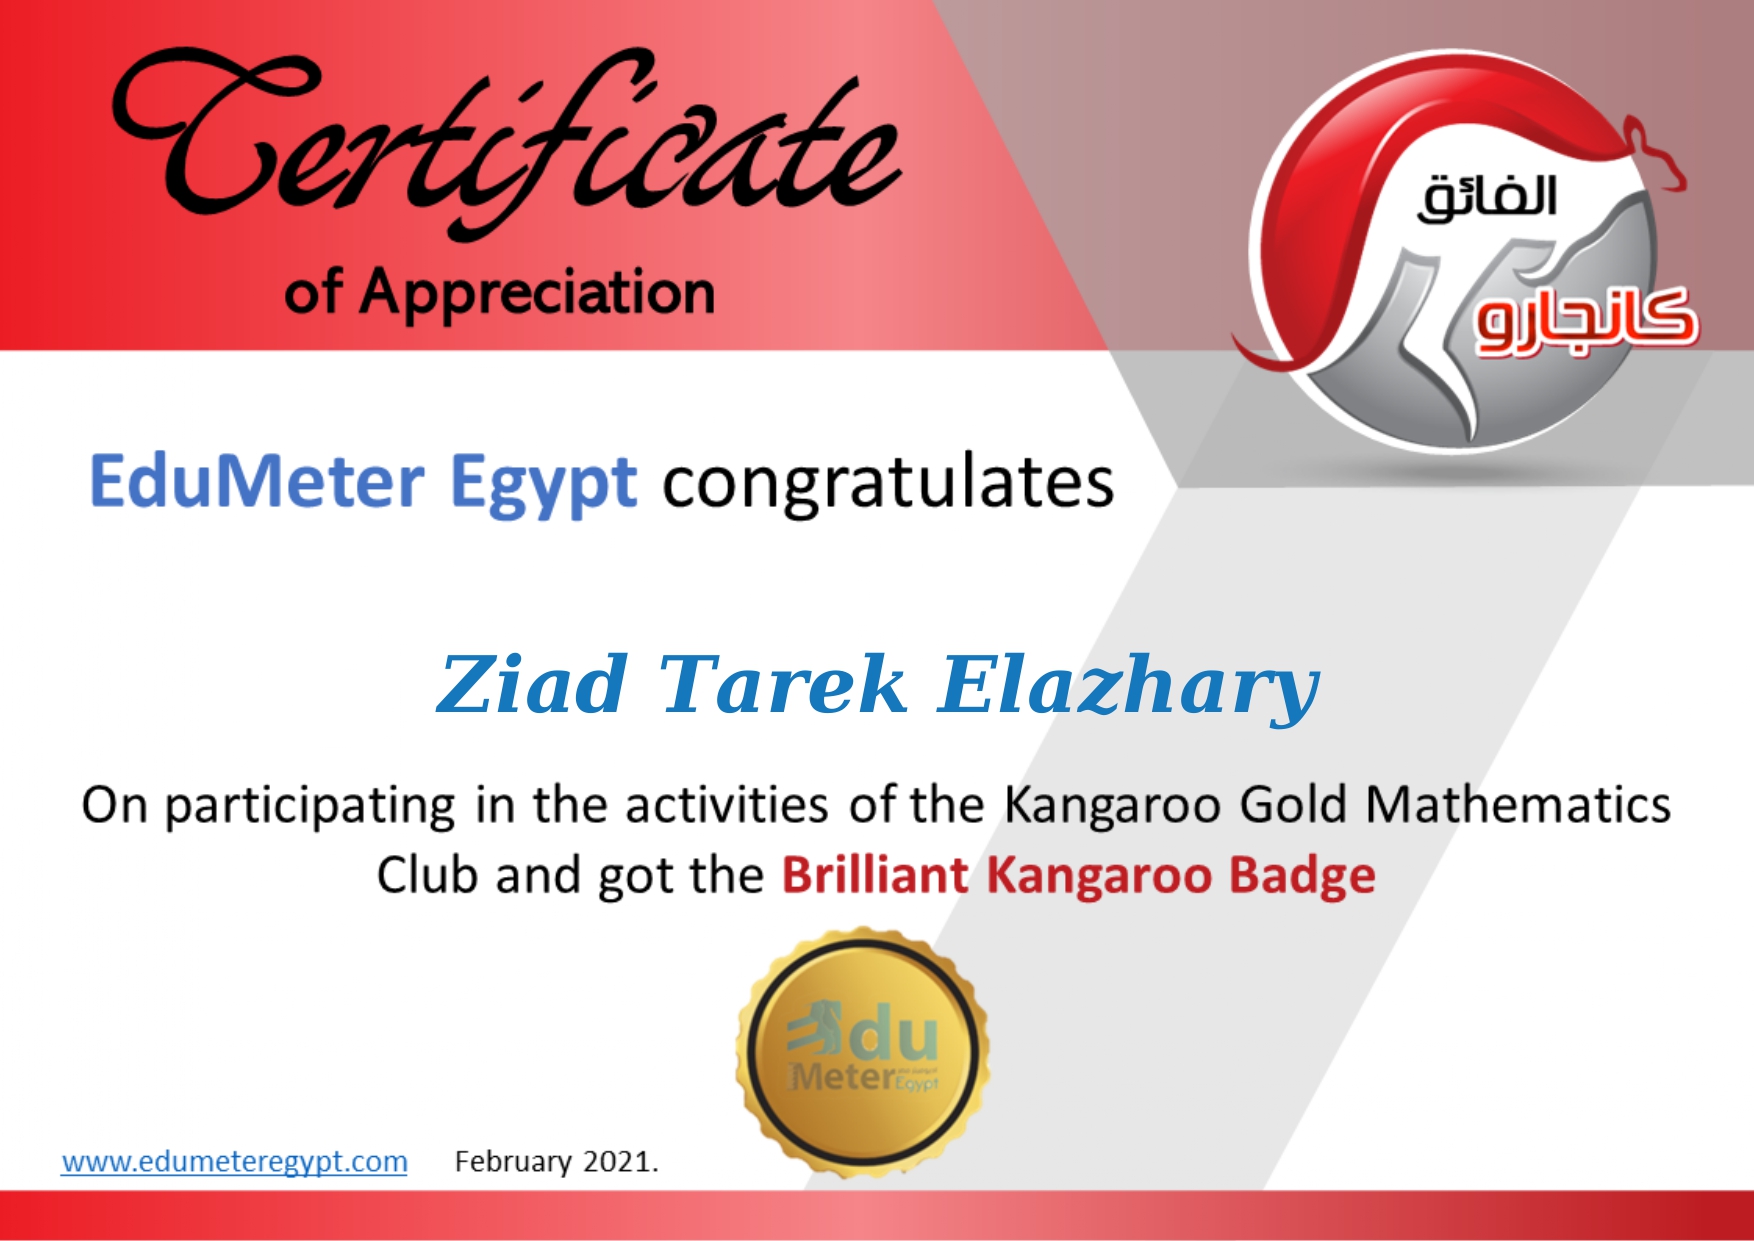 Certificate
of Appreciation
الفائق
كانجارو
EduMeter Egypt congratulates
Ziad Tarek Elazhary
On participating in the activities of the Kangaroo Gold Mathematics
Club and got the Brilliant Kangaroo Badge
Edu
Meter Egypt
www.edumeteregypt.com February 2021.